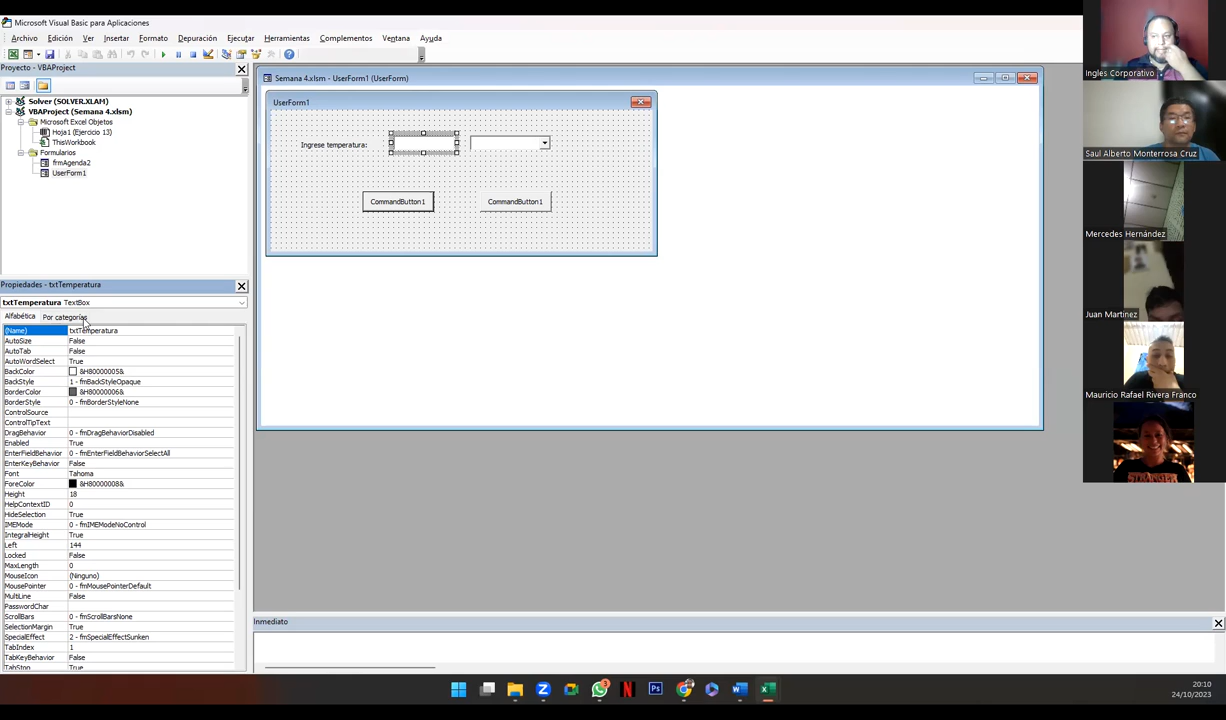 Microsoft Visual Basic para Aplicaciones
Archivo Edición Ver Insertar Formato Depuración Ejecutar Herramientas Complementos Ventana Ayuda
Proyecto - VBAProject
Solver (SOLVER.XLAM)
VBAProject (Semana 4.xlsm)
Microsoft Excel Objetos
Hoja1 (Ejercicio 13)
ThisWorkbook
Formularios
frmAgenda2
UserForm1
Propiedades - txtTemperatura
txtTemperatura TextBox
Alfabética Por categorías
(Name) txtTemperatura
AutoSize False
AutoTab False
AutoWordSelect True
BackColor &H80000005&
BackStyle 1 - fmBackStyleOpaque
BorderColor &H80000006&
BorderStyle 0 - fmBorderStyleNone
ControlSource
ControlTipText
DragBehavior 0 - fmDragBehaviorDisabled
Enabled True
EnterFieldBehavior 0 - fmEnterFieldBehaviorSelectAll
EnterKeyBehavior False
Font Tahoma
ForeColor &H80000008&
Height 18
HelpContextID 0
HideSelection True
IMEMode 0 - fmIMEModeNoControl
IntegralHeight True
Left 144
Locked False
MaxLength 0
MouseIcon (Ninguno)
MousePointer 0 - fmMousePointerDefault
MultiLine False
PasswordChar
ScrollBars 0 - fmScrollBarsNone
SelectionMargin True
SpecialEffect 2 - fmSpecialEffectSunken
TabIndex 1
TabKeyBehavior False
TabStop True
Semana 4.xlsm - UserForm1 (UserForm)
UserForm1
Ingrese temperatura:
CommandButton1 CommandButton1
Inmediato
Ingles Corporativo
Saul Alberto Monterrosa Cruz
Mercedes Hernández
Juan Martinez
Mauricio Rafael Rivera Franco
STRANGER
3
20:10
24/10/2023